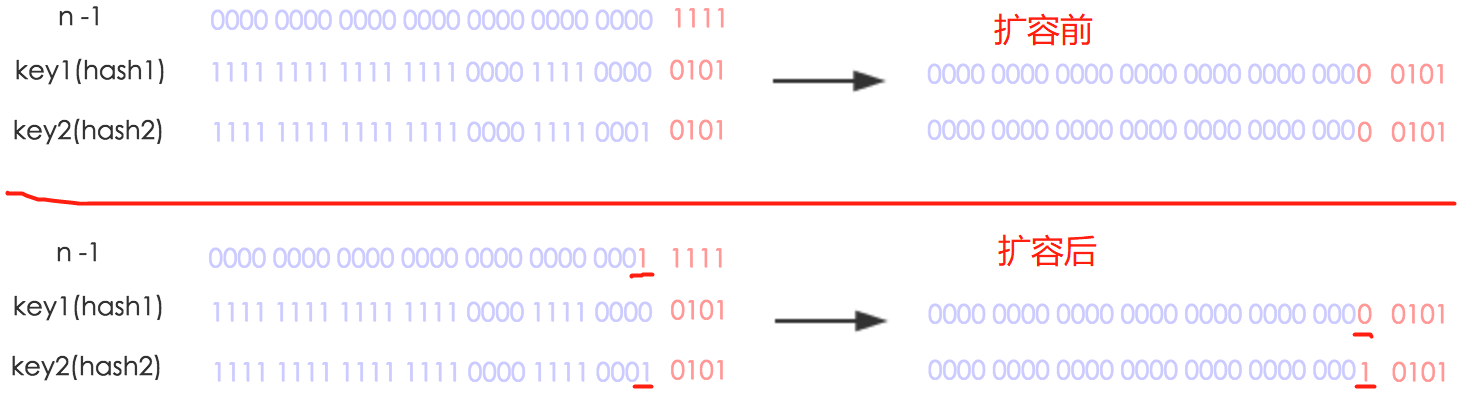 n -1 0000 0000 0000 0000 0000 0000 0000 1111 扩容前
key1(hash1) 1111 1111 1111 1111 0000 1111 0000 0101 0000 0000 0000 0000 0000 0000 0000 0101
key2(hash2) 1111 1111 1111 1111 0000 1111 0001 0101 0000 0000 0000 0000 0000 0000 0000 0101
n -1 0000 0000 0000 0000 0000 0000 0001 1111 扩容后
key1(hash1) 1111 1111 1111 1111 0000 1111 0000 0101 0000 0000 0000 0000 0000 0000 0000 0101
key2(hash2) 1111 1111 1111 1111 0000 1111 0001 0101 0000 0000 0000 0000 0000 0000 0001 0101